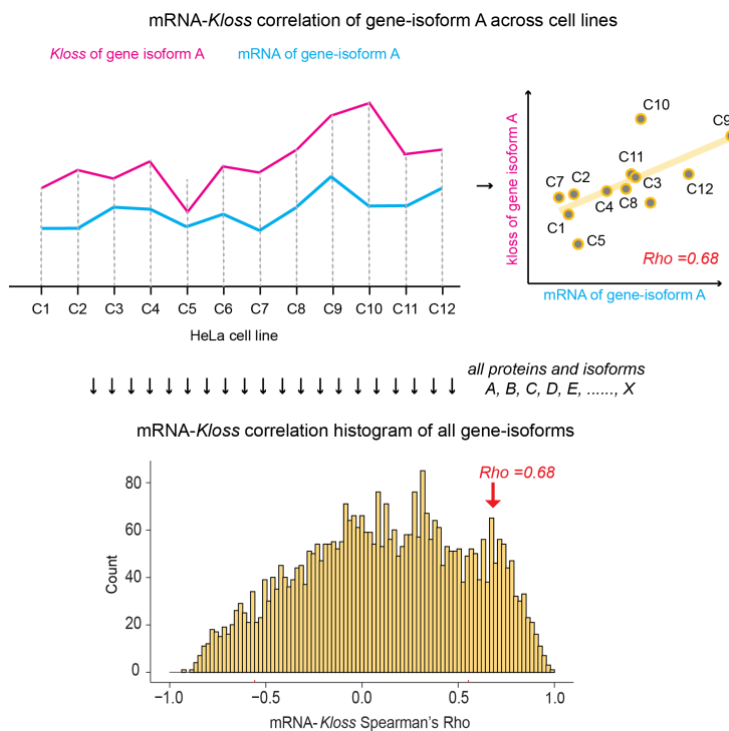 mRNA-Kloss correlation of gene-isoform A across cell lines
Kloss of gene isoform A
mRNA of gene-isoform A
C1 C2 C3 C4 C5 C6 C7 C8 C9 C10 C11 C12
HeLa cell line
kloss of gene isoform A
C10
C9
C11
C7
C2
C3
C12
C4
C8
C1
C5
Rho =0.68
mRNA of gene-isoform A
all proteins and isoforms
A, B, C, D, E, ......, X
mRNA-Kloss correlation histogram of all gene-isoforms
Rho =0.68
Count
80
60
40
20
0
−1.0 −0.5 0.0 0.5 1.0
mRNA-Kloss Spearman's Rho